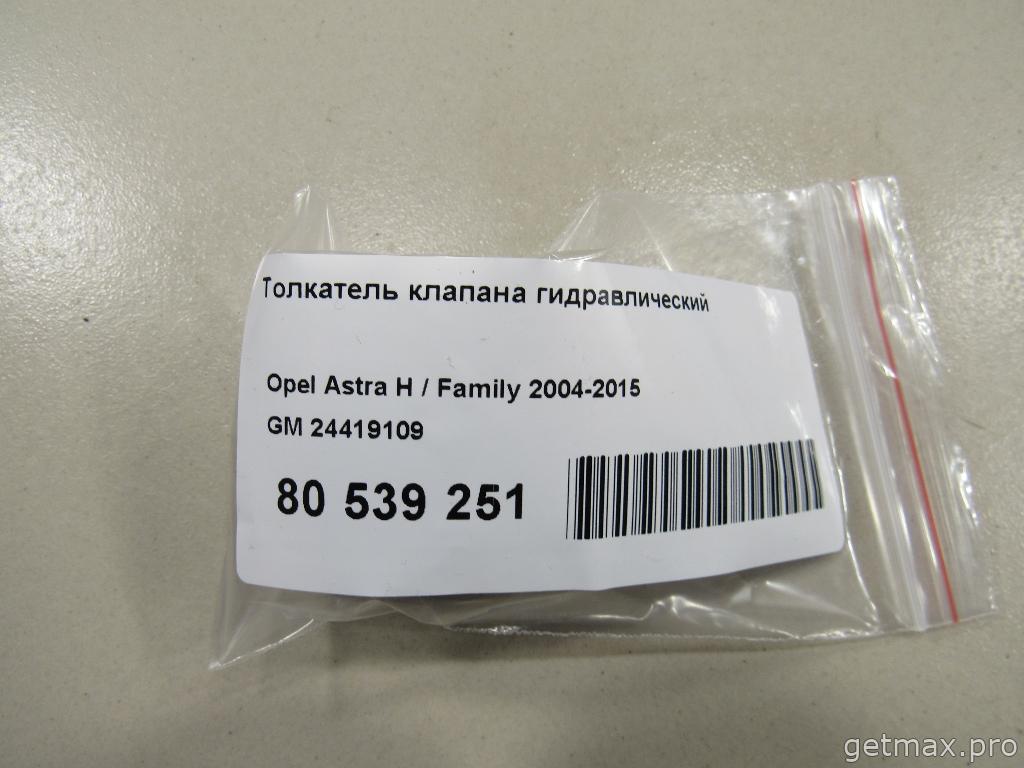 Толкатель клапана гидравлический
Opel Astra H / Family 2004-2015
GM 24419109
80 539 251
getmax.pro